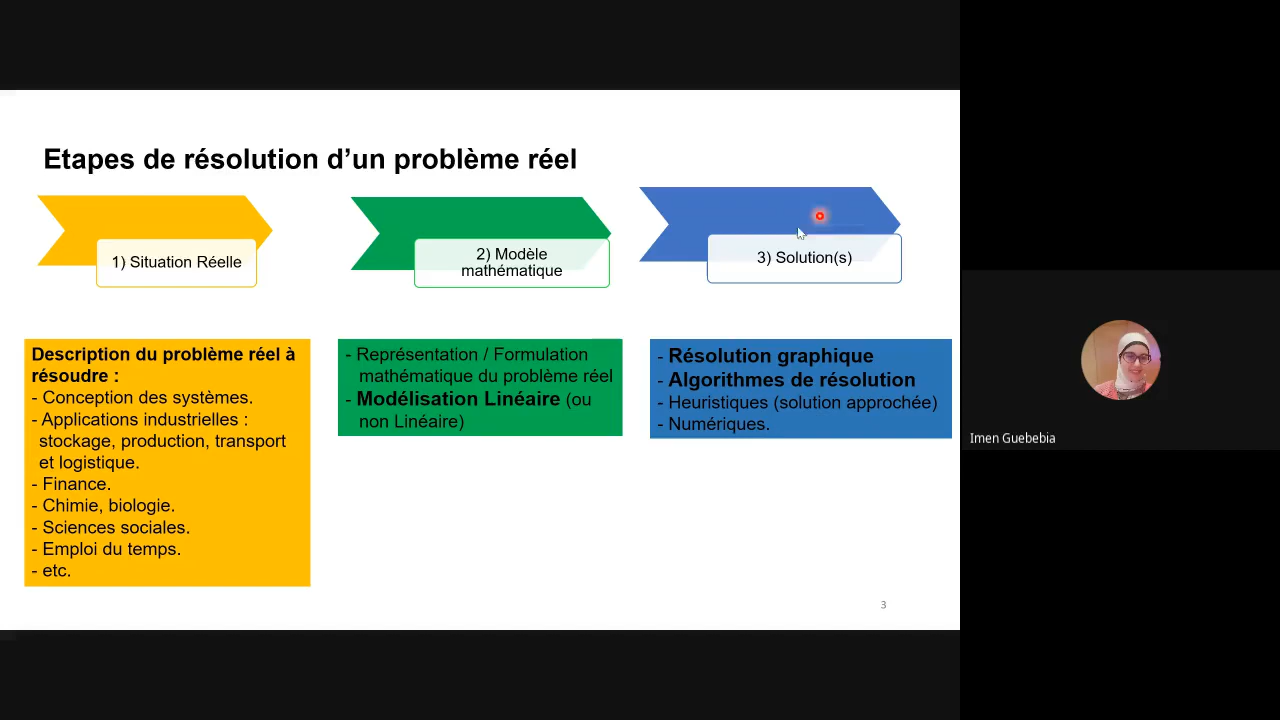 Etapes de résolution d’un problème réel
1) Situation Réelle
2) Modèle
mathématique
3) Solution(s)
Description du problème réel à
résoudre :
- Conception des systèmes.
- Applications industrielles :
stockage, production, transport
et logistique.
- Finance.
- Chimie, biologie.
- Sciences sociales.
- Emploi du temps.
- etc.
- Représentation / Formulation
mathématique du problème réel
- Modélisation Linéaire (ou
non Linéaire)
- Résolution graphique
- Algorithmes de résolution
- Heuristiques (solution approchée)
- Numériques.
3
Imen Guebebia